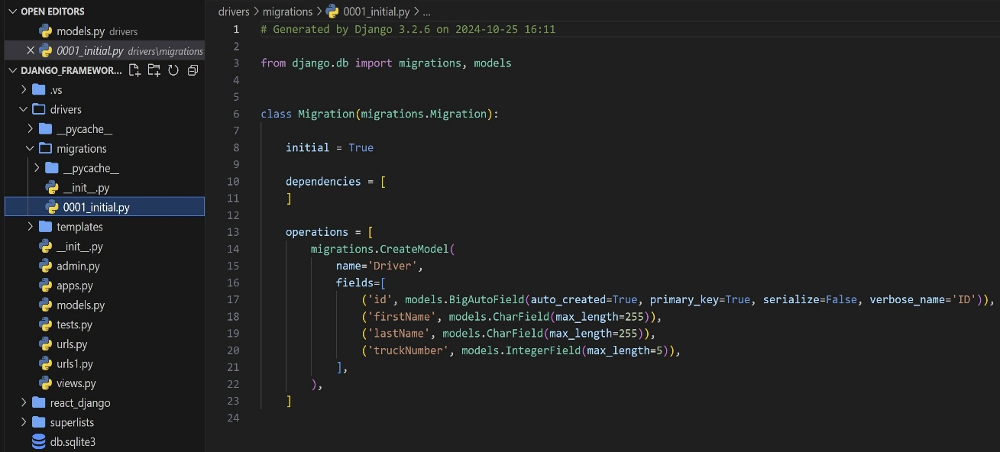 OPEN EDITORS
models.py drivers
0001_initial.py drivers\migrations
DJANGO_FRAMEWOR...
.vs
drivers
__pycache__
migrations
__pycache__
__init__.py
0001_initial.py
templates
__init__.py
admin.py
apps.py
models.py
tests.py
urls.py
urls1.py
views.py
react_django
superlists
db.sqlite3
drivers > migrations > 0001_initial.py > ...
1 # Generated by Django 3.2.6 on 2024-10-25 16:11
2
3 from django.db import migrations, models
4
5
6 class Migration(migrations.Migration):
7
8     initial = True
9
10     dependencies = [
11     ]
12
13     operations = [
14         migrations.CreateModel(
15             name='Driver',
16             fields=[
17                 ('id', models.BigAutoField(auto_created=True, primary_key=True, serialize=False, verbose_name='ID')),
18                 ('firstName', models.CharField(max_length=255)),
19                 ('lastName', models.CharField(max_length=255)),
20                 ('truckNumber', models.IntegerField(max_length=5)),
21             ],
22         ),
23     ]
24